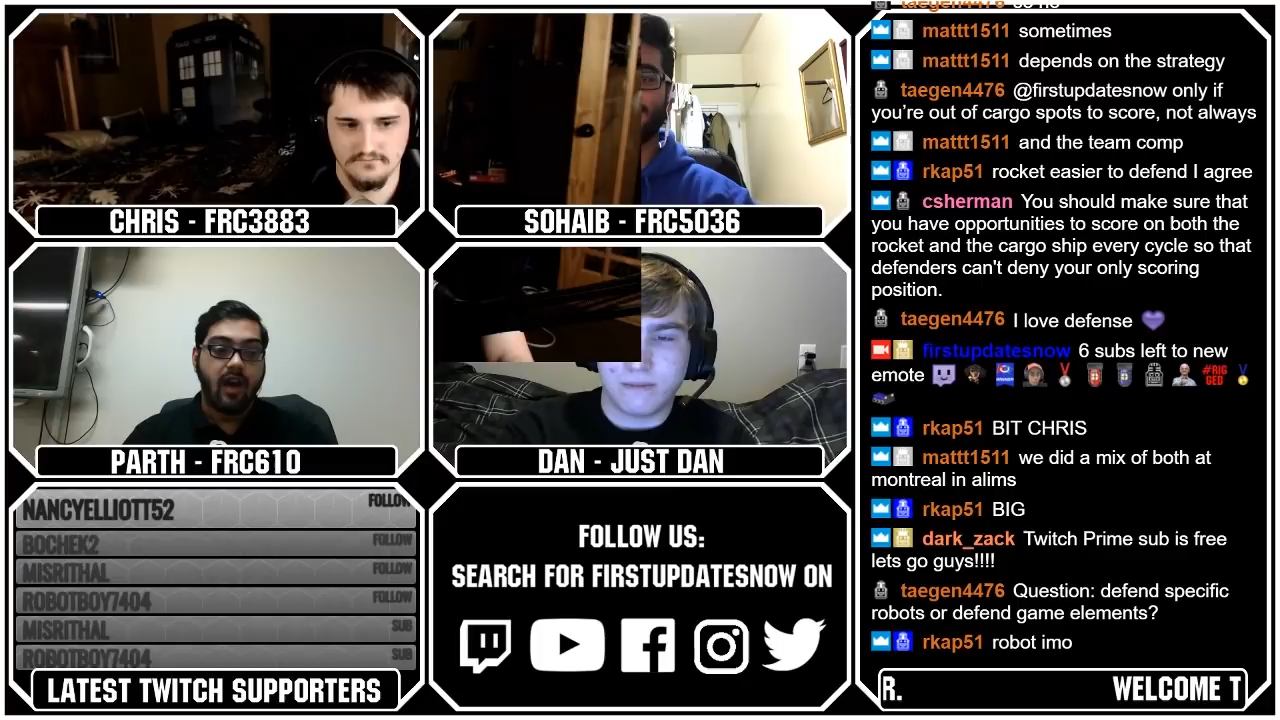 CHRIS - FRC3883
SOHAIB - FRC5036
PARTH - FRC610
DAN - JUST DAN
NANCYELLIOTT52 FOLLOW
BOCHEK2 FOLLOW
MISRITHAL FOLLOW
ROBOTBOY7404 FOLLOW
MISRITHAL SUB
ROBOTBOY7404 SUB
LATEST TWITCH SUPPORTERS
FOLLOW US:
SEARCH FOR FIRSTUPDATESNOW ON
taegen4476 so no
mattt1511 sometimes
mattt1511 depends on the strategy
taegen4476 @firstupdatesnow only if
you’re out of cargo spots to score, not always
mattt1511 and the team comp
rkap51 rocket easier to defend I agree
csherman You should make sure that
you have opportunities to score on both the
rocket and the cargo ship every cycle so that
defenders can't deny your only scoring
position.
taegen4476 I love defense
firstupdatesnow 6 subs left to new
emote
#RIG
GED
rkap51 BIT CHRIS
mattt1511 we did a mix of both at
montreal in alims
rkap51 BIG
dark_zack Twitch Prime sub is free
lets go guys!!!!
taegen4476 Question: defend specific
robots or defend game elements?
rkap51 robot imo
R. WELCOME T